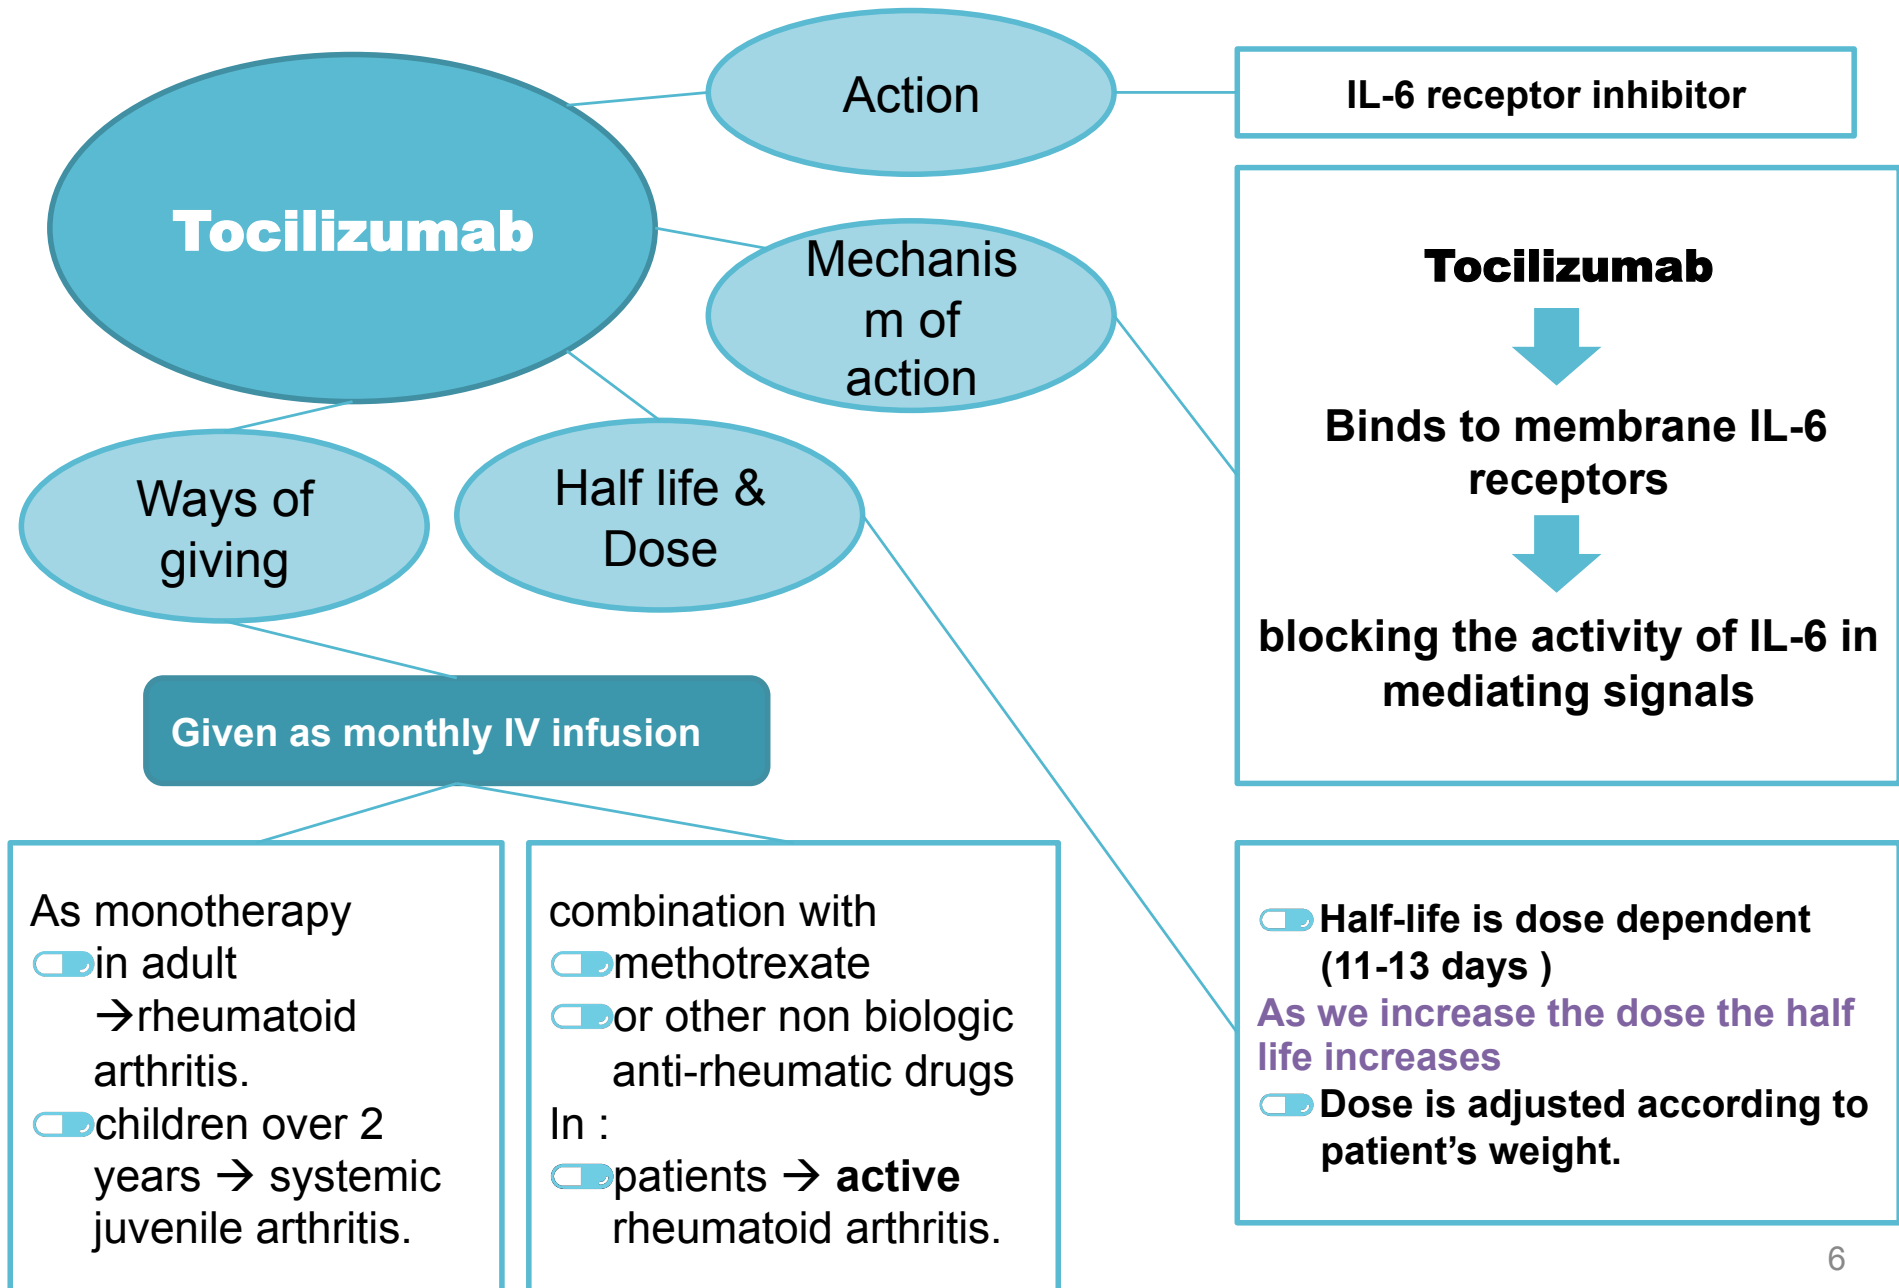 Tocilizumab
Action
IL-6 receptor inhibitor
Mechanis
m of
action
Tocilizumab
Binds to membrane IL-6
receptors
blocking the activity of IL-6 in
mediating signals
Ways of
giving
Half life &
Dose
Given as monthly IV infusion
As monotherapy
in adult
→rheumatoid
arthritis.
children over 2
years → systemic
juvenile arthritis.
combination with
methotrexate
or other non biologic
anti-rheumatic drugs
In :
patients → active
rheumatoid arthritis.
Half-life is dose dependent
(11-13 days )
As we increase the dose the half
life increases
Dose is adjusted according to
patient’s weight.
6